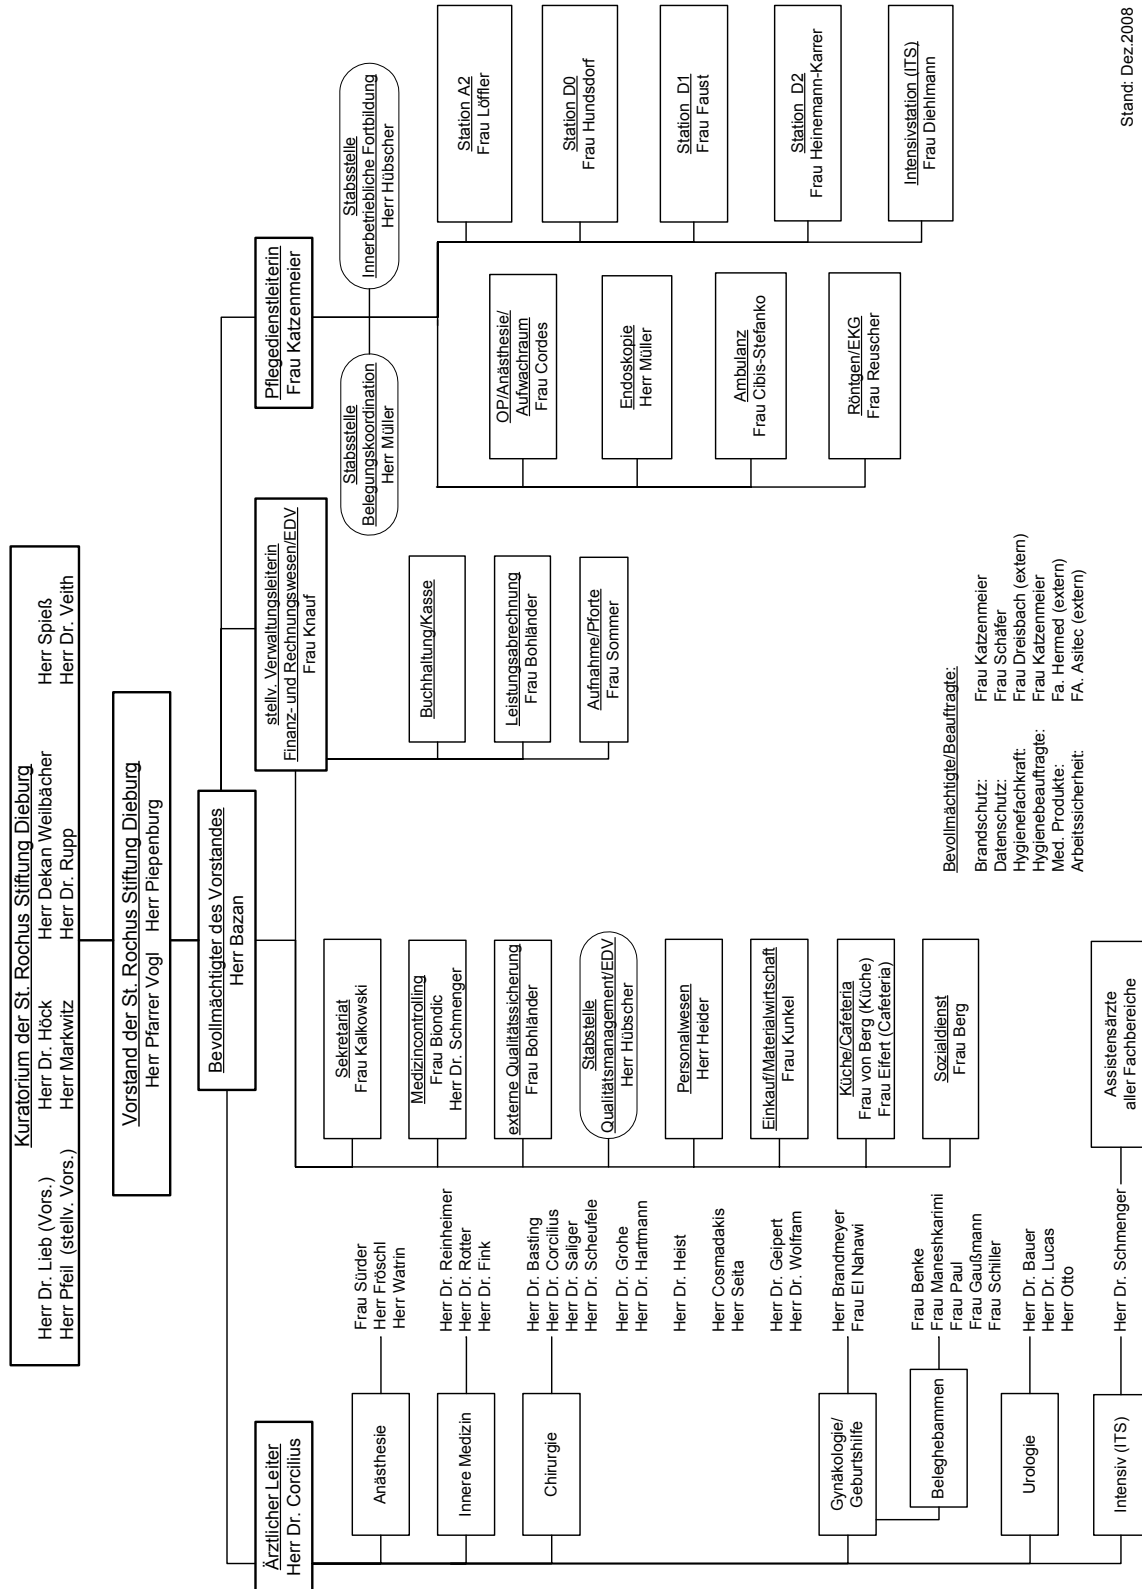 Kuratorium der St. Rochus Stiftung Dieburg
Herr Dr. Lieb (Vors.) Herr Dr. Höck Herr Dekan Weilbächer Herr Spieß
Herr Pfeil (stellv. Vors.) Herr Markwitz Herr Dr. Rupp Herr Dr. Veith
Vorstand der St. Rochus Stiftung Dieburg
Herr Pfarrer Vogl Herr Piepenburg
Bevollmächtigter des Vorstandes
Herr Bazan
Ärztlicher Leiter
Herr Dr. Corcilius
Anästhesie
Frau Sürder
Herr Fröschl
Herr Watrin
Innere Medizin
Herr Dr. Reinheimer
Herr Dr. Rotter
Herr Dr. Fink
Chirurgie
Herr Dr. Basting
Herr Dr. Corcilius
Herr Dr. Saliger
Herr Dr. Scheufele
Herr Dr. Grohe
Herr Dr. Hartmann
Herr Dr. Heist
Herr Cosmadakis
Herr Seita
Herr Dr. Geipert
Herr Dr. Wolfram
Gynäkologie/
Geburtshilfe
Herr Brandmeyer
Frau El Nahawi
Beleghebammen
Frau Benke
Frau Maneshkarimi
Frau Paul
Frau Gaußmann
Frau Schiller
Urologie
Herr Dr. Bauer
Herr Dr. Lucas
Herr Otto
Intensiv (ITS)
Herr Dr. Schmenger
Assistensärzte
aller Fachbereiche
Sekretariat
Frau Kalkowski
Medizincontrolling
Frau Biondic
Herr Dr. Schmenger
externe Qualitätssicherung
Frau Bohländer
Stabstelle
Qualitätsmanagement/EDV
Herr Hübscher
Personalwesen
Herr Heider
Einkauf/Materialwirtschaft
Frau Kunkel
Küche/Cafeteria
Frau von Berg (Küche)
Frau Eifert (Cafeteria)
Sozialdienst
Frau Berg
stellv. Verwaltungsleiterin
Finanz- und Rechnungswesen/EDV
Frau Knauf
Buchhaltung/Kasse
Leistungsabrechnung
Frau Bohländer
Aufnahme/Pforte
Frau Sommer
Pflegedienstleiterin
Frau Katzenmeier
Stabsstelle
Belegungskoordination
Herr Müller
Stabsstelle
Innerbetriebliche Fortbildung
Herr Hübscher
OP/Anästhesie/
Aufwachraum
Frau Cordes
Endoskopie
Herr Müller
Ambulanz
Frau Cibis-Stefanko
Röntgen/EKG
Frau Reuscher
Station A2
Frau Löffler
Station D0
Frau Hundsdorf
Station D1
Frau Faust
Station D2
Frau Heinemann-Karrer
Intensivstation (ITS)
Frau Diehlmann
Bevollmächtigte/Beauftragte:
Brandschutz: Frau Katzenmeier
Datenschutz: Frau Schäfer
Hygienefachkraft: Frau Dreisbach (extern)
Hygienebeauftragte: Frau Katzenmeier
Med. Produkte: Fa. Hermed (extern)
Arbeitssicherheit: FA. Asitec (extern)
Stand: Dez.2008